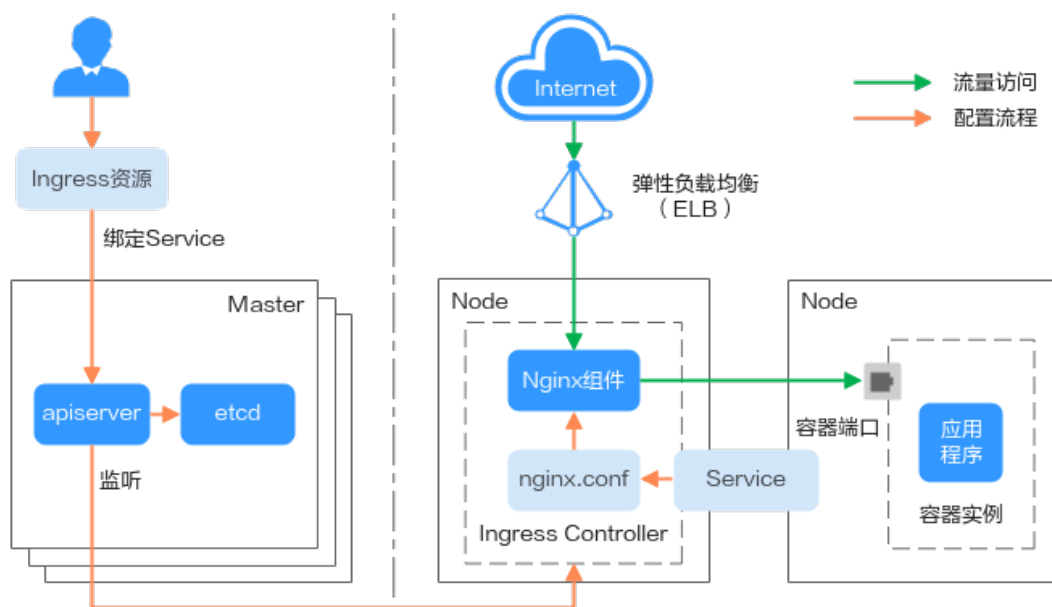 Internet
流量访问
配置流程
Ingress资源
弹性负载均衡
（ELB）
绑定Service
Master
Node
Node
Nginx组件
apiserver
etcd
容器端口
应用
程序
监听
nginx.conf
Service
容器实例
Ingress Controller